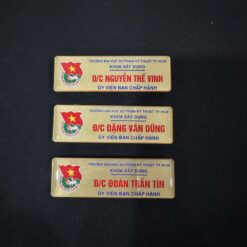 TRƯỜNG ĐẠI HỌC SƯ PHẠM KỸ THUẬT TP. HCM
KHOA XÂY DỰNG
Đ/C NGUYỄN THẾ VINH
ỦY VIÊN BAN CHẤP HÀNH
TRƯỜNG ĐẠI HỌC SƯ PHẠM KỸ THUẬT TP. HCM
KHOA XÂY DỰNG
Đ/C ĐẶNG VĂN DŨNG
ỦY VIÊN BAN CHẤP HÀNH
TRƯỜNG ĐẠI HỌC SƯ PHẠM KỸ THUẬT TP. HCM
KHOA XÂY DỰNG
Đ/C ĐOÀN TRẦN TÍN
ỦY VIÊN BAN CHẤP HÀNH